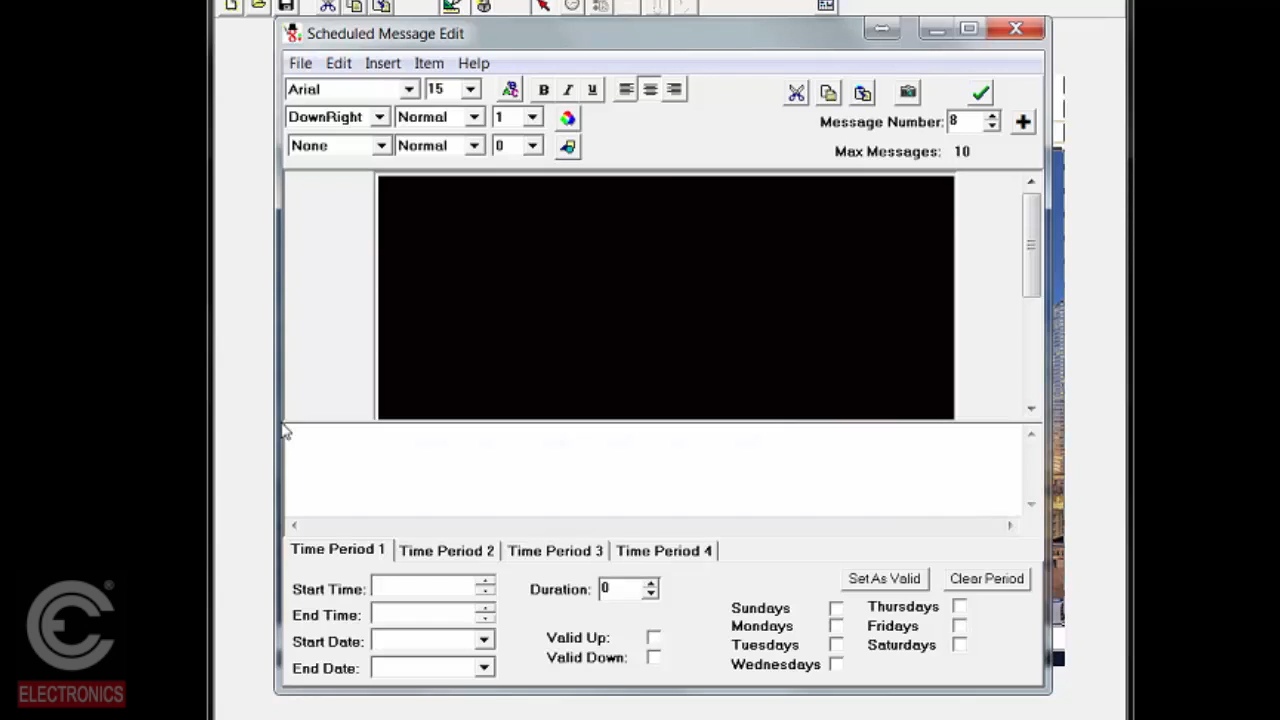 Scheduled Message Edit
File Edit Insert Item Help
Arial 15 B I U
DownRight Normal 1 Message Number: 8
None Normal 0 Max Messages: 10
Time Period 1 Time Period 2 Time Period 3 Time Period 4
Set As Valid Clear Period
Start Time: Duration: 0
End Time: Sundays Thursdays
Start Date: Valid Up: Mondays Fridays
End Date: Valid Down: Tuesdays Saturdays
Wednesdays
CE
®
ELECTRONICS